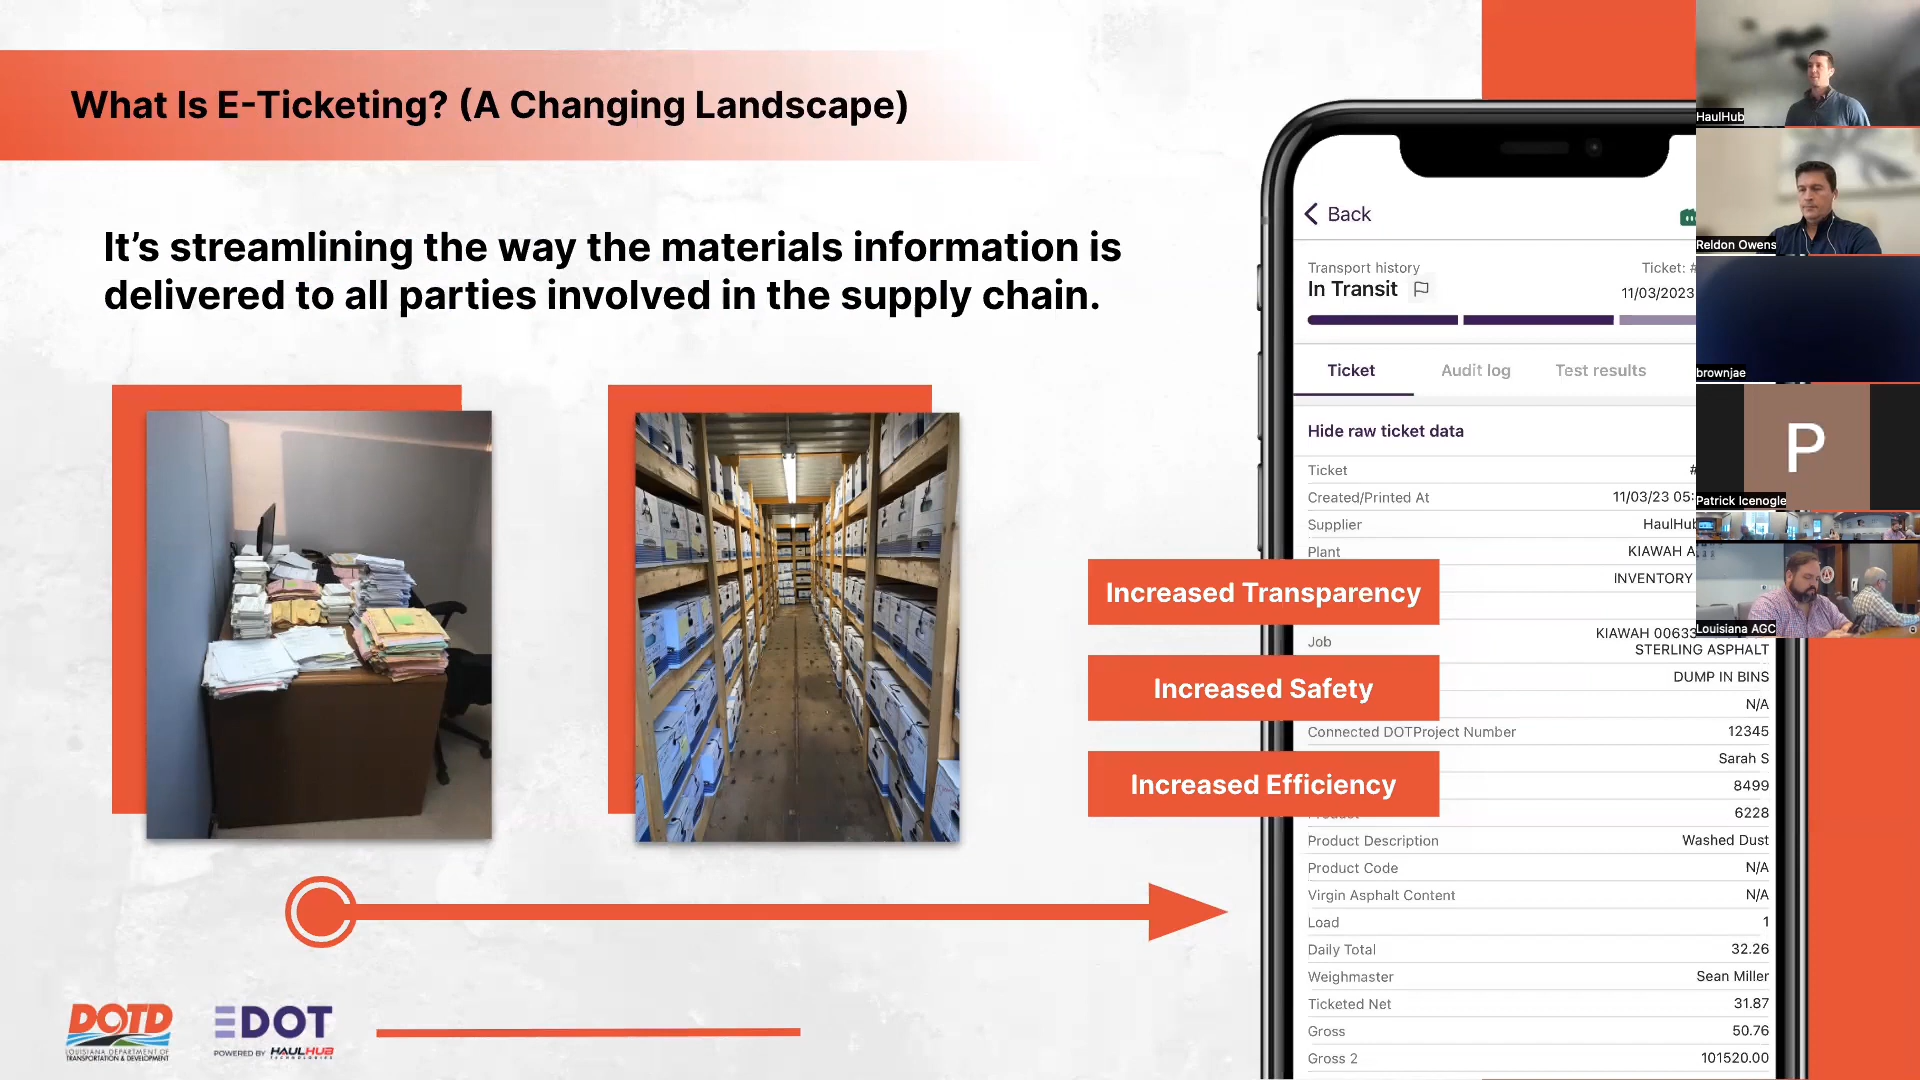 What Is E-Ticketing? (A Changing Landscape)
It's streamlining the way the materials information is
delivered to all parties involved in the supply chain.
Increased Transparency
Increased Safety
Increased Efficiency
Back
Transport history
Ticket: #
In Transit
11/03/2023
Ticket
Audit log
Test results
Hide raw ticket data
Ticket #
Created/Printed At 11/03/23 05:
Supplier HaulHub
Plant KIAWAH A
INVENTORY
Job KIAWAH 00633
STERLING ASPHALT
DUMP IN BINS
N/A
Connected DOTProject Number 12345
Sarah S
8499
6228
Product Description Washed Dust
Product Code N/A
Virgin Asphalt Content N/A
Load 1
Daily Total 32.26
Weighmaster Sean Miller
Ticketed Net 31.87
Gross 50.76
Gross 2 101520.00
HaulHub
Reldon Owens
brownjae
P
Patrick Icenogle
Louisiana AGC
DOTD
LOUISIANA DEPARTMENT OF
TRANSPORTATION & DEVELOPMENT
EDOT
POWERED BY HAULHUB
TECHNOLOGIES